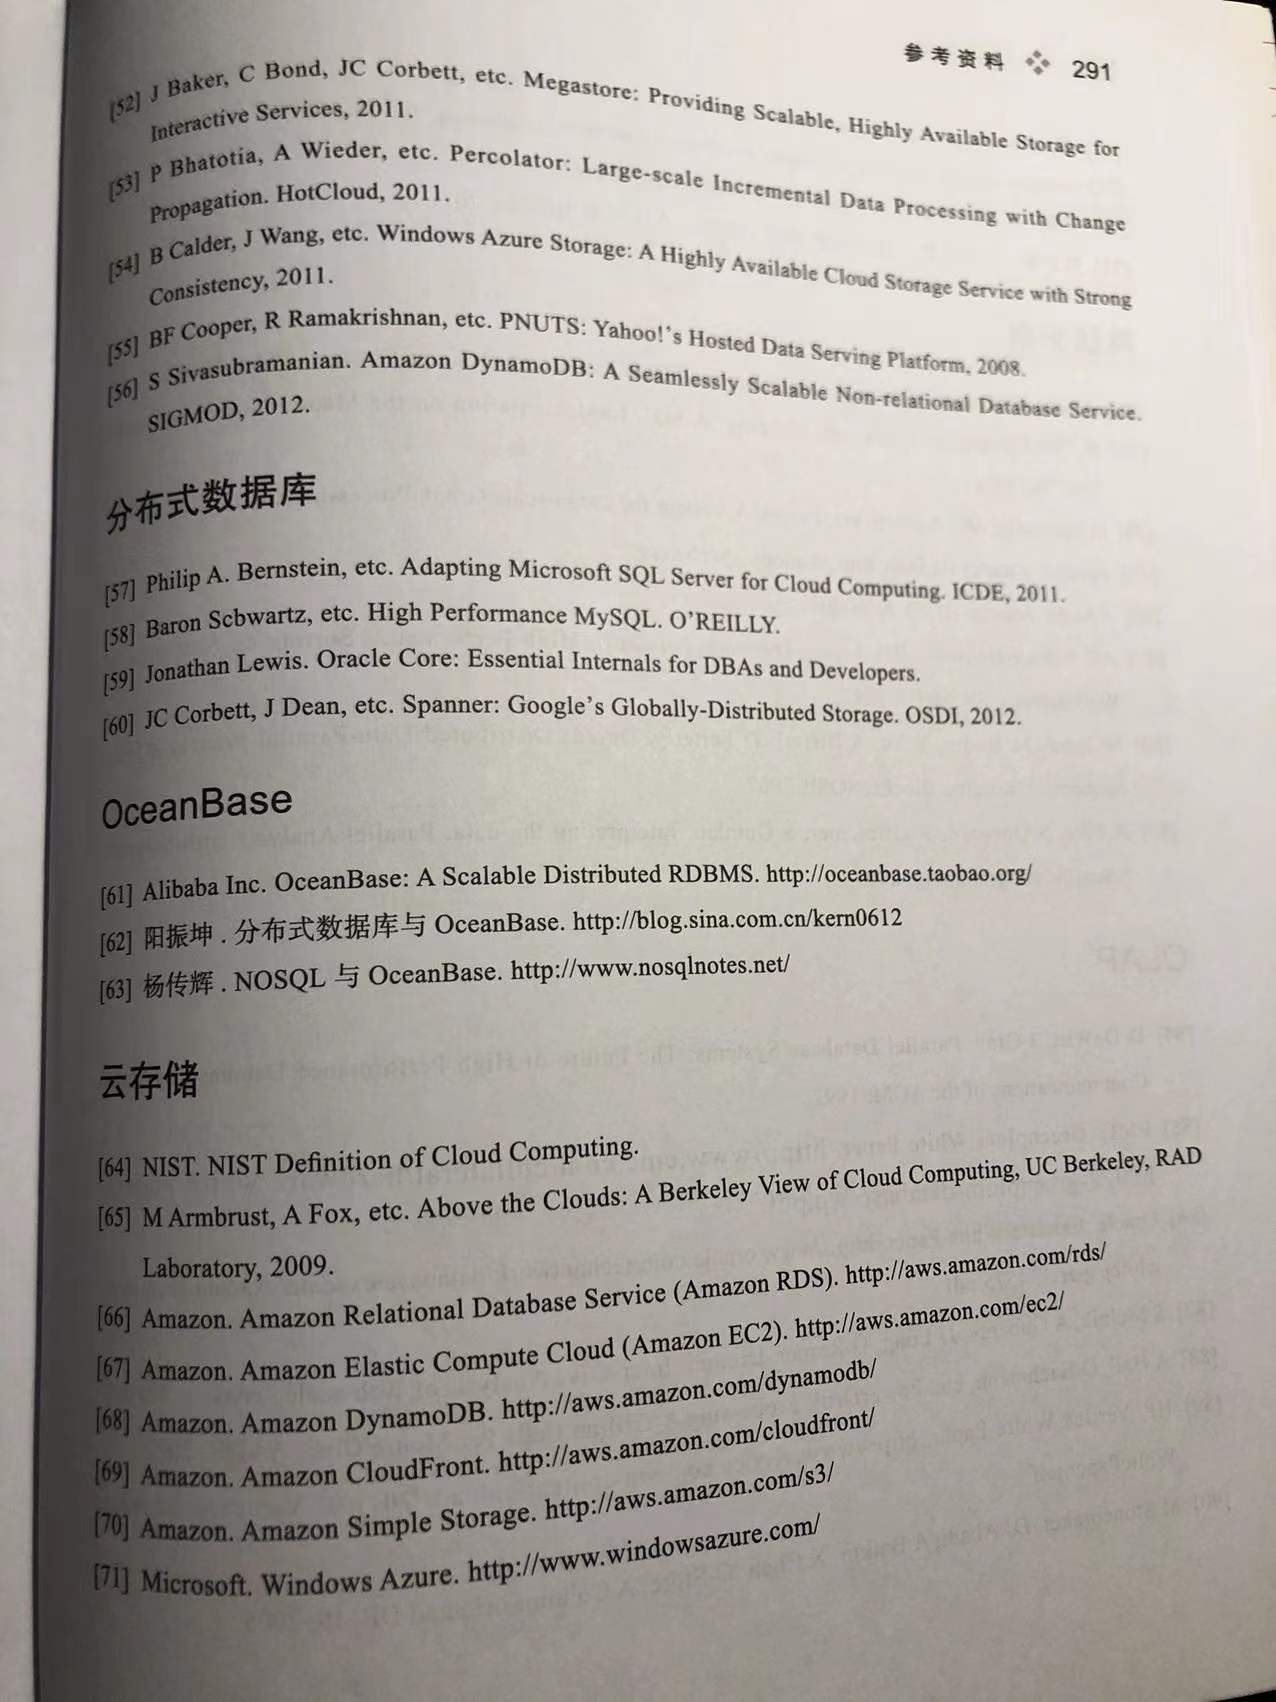 参考资料 291
[52] J Baker, C Bond, JC Corbett, etc. Megastore: Providing Scalable, Highly Available Storage for
Interactive Services, 2011.
[53] P Bhatotia, A Wieder, etc. Percolator: Large-scale Incremental Data Processing with Change
Propagation. HotCloud, 2011.
[54] B Calder, J Wang, etc. Windows Azure Storage: A Highly Available Cloud Storage Service with Strong
Consistency, 2011.
[55] BF Cooper, R Ramakrishnan, etc. PNUTS: Yahoo!'s Hosted Data Serving Platform, 2008.
[56] S Sivasubramanian. Amazon DynamoDB: A Seamlessly Scalable Non-relational Database Service.
SIGMOD, 2012.
分布式数据库
[57] Philip A. Bernstein, etc. Adapting Microsoft SQL Server for Cloud Computing. ICDE, 2011.
[58] Baron Scbwartz, etc. High Performance MySQL. O'REILLY.
[59] Jonathan Lewis. Oracle Core: Essential Internals for DBAs and Developers.
[60] JC Corbett, J Dean, etc. Spanner: Google's Globally-Distributed Storage. OSDI, 2012.
OceanBase
[61] Alibaba Inc. OceanBase: A Scalable Distributed RDBMS. http://oceanbase.taobao.org/
[62] 阳振坤 . 分布式数据库与 OceanBase. http://blog.sina.com.cn/kern0612
[63] 杨传辉 . NOSQL 与 OceanBase. http://www.nosqlnotes.net/
云存储
[64] NIST. NIST Definition of Cloud Computing.
[65] M Armbrust, A Fox, etc. Above the Clouds: A Berkeley View of Cloud Computing, UC Berkeley, RAD
Laboratory, 2009.
[66] Amazon. Amazon Relational Database Service (Amazon RDS). http://aws.amazon.com/rds/
[67] Amazon. Amazon Elastic Compute Cloud (Amazon EC2). http://aws.amazon.com/ec2/
[68] Amazon. Amazon DynamoDB. http://aws.amazon.com/dynamodb/
[69] Amazon. Amazon CloudFront. http://aws.amazon.com/cloudfront/
[70] Amazon. Amazon Simple Storage. http://aws.amazon.com/s3/
[71] Microsoft. Windows Azure. http://www.windowsazure.com/